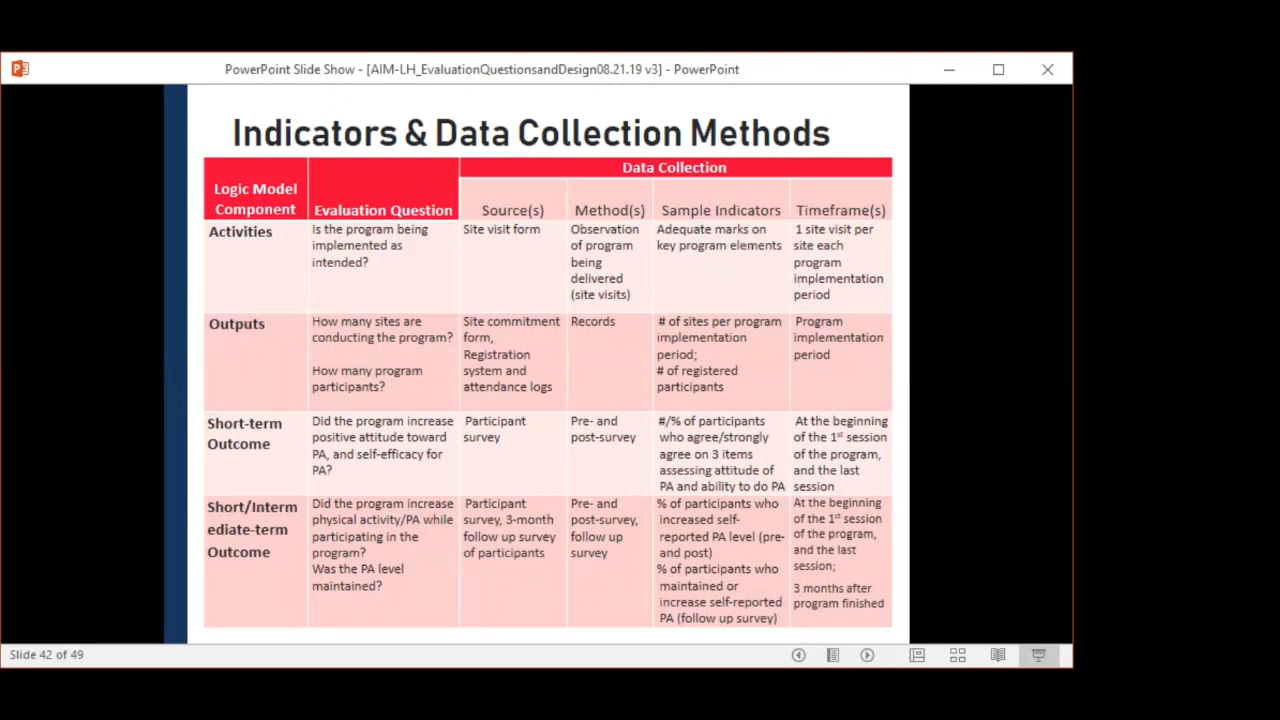 PowerPoint Slide Show - [AIM-LH_EvaluationQuestionsandDesign08.21.19 v3] - PowerPoint
Indicators & Data Collection Methods
Logic Model
Component
Evaluation Question
Data Collection
Source(s)
Method(s)
Sample Indicators
Timeframe(s)
Activities
Is the program being
implemented as
intended?
Site visit form
Observation
of program
being
delivered
(site visits)
Adequate marks on
key program elements
1 site visit per
site each
program
implementation
period
Outputs
How many sites are
conducting the program?
How many program
participants?
Site commitment
form,
Registration
system and
attendance logs
Records
# of sites per program
implementation
period;
# of registered
participants
Program
implementation
period
Short-term
Outcome
Did the program increase
positive attitude toward
PA, and self-efficacy for
PA?
Participant
survey
Pre- and
post-survey
#/% of participants
who agree/strongly
agree on 3 items
assessing attitude of
PA and ability to do PA
At the beginning
of the 1st session
of the program,
and the last
session
Short/Interm
ediate-term
Outcome
Did the program increase
physical activity/PA while
participating in the
program?
Was the PA level
maintained?
Participant
survey, 3-month
follow up survey
of participants
Pre- and
post-survey,
follow up
survey
% of participants who
increased self-
reported PA level (pre-
and post)
% of participants who
maintained or
increase self-reported
PA (follow up survey)
At the beginning
of the 1st session
of the program,
and the last
session;
3 months after
program finished
Slide 42 of 49